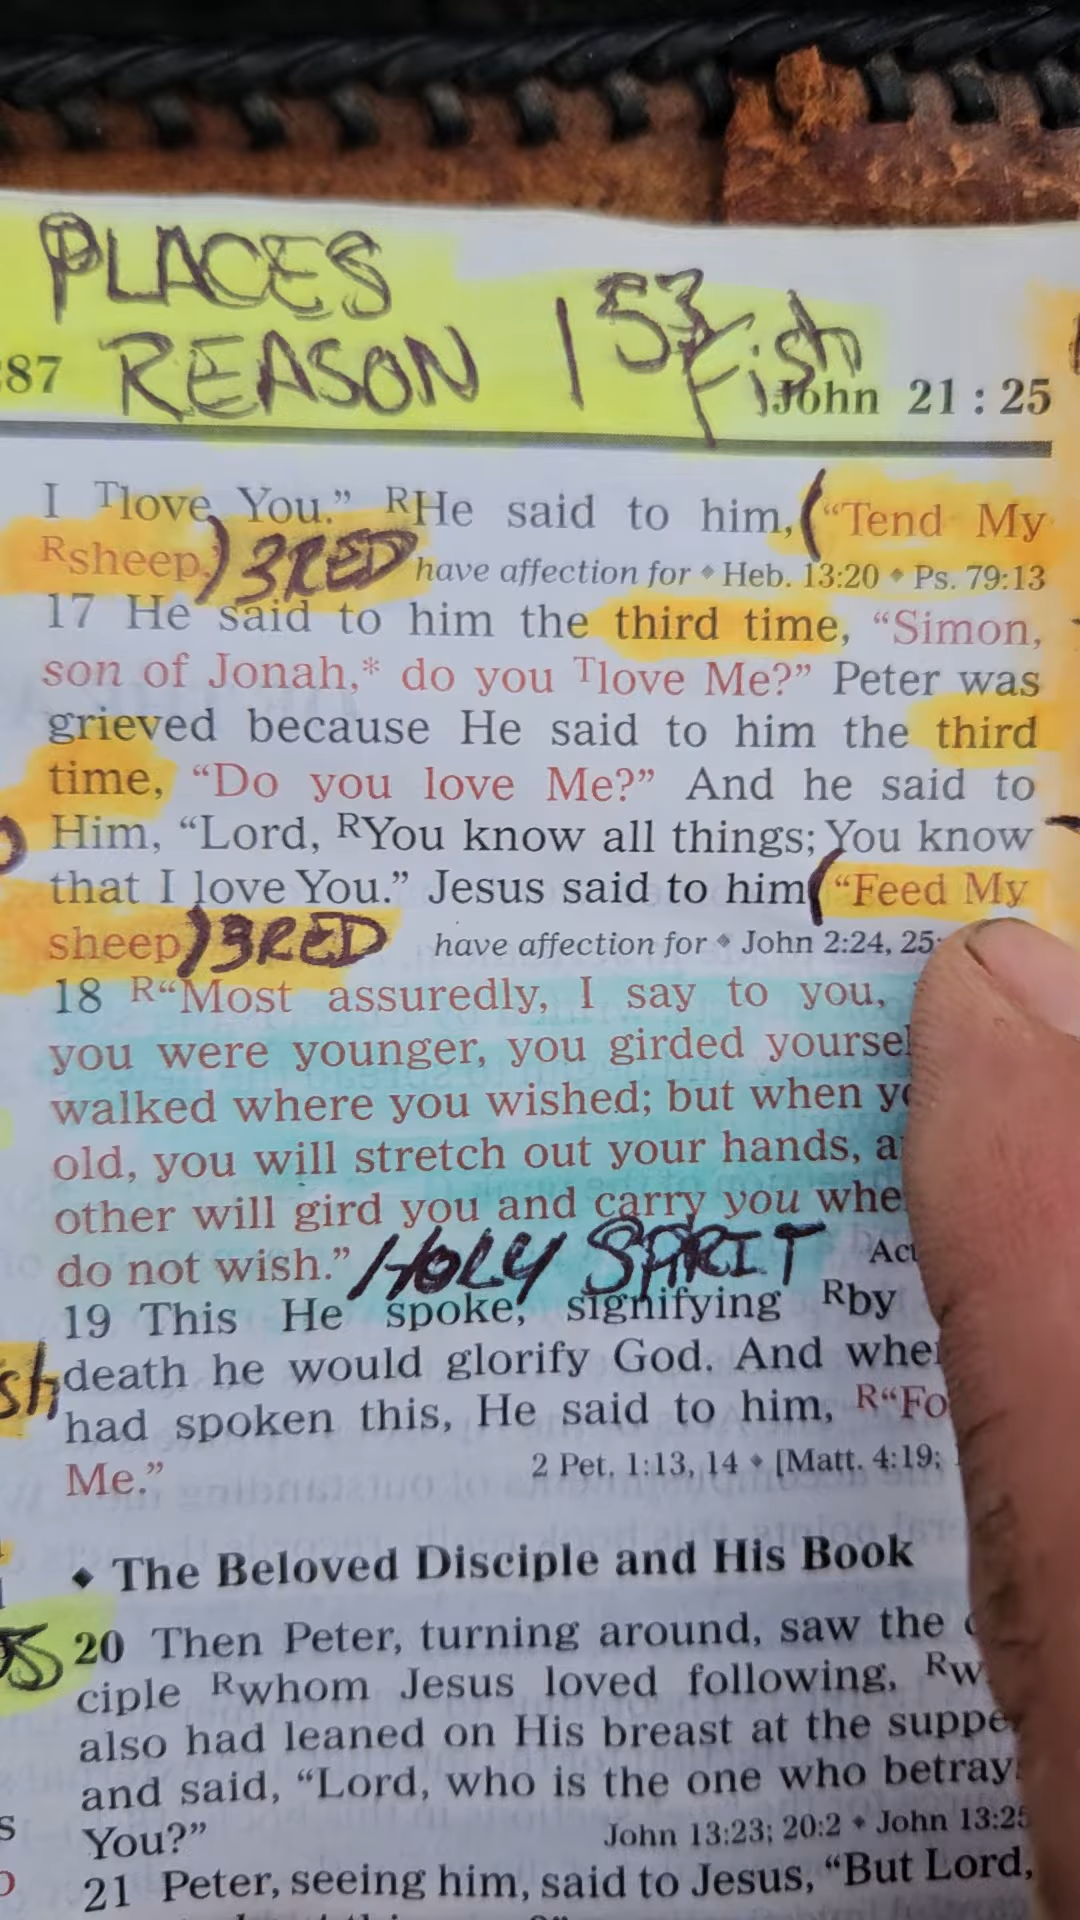 PLACES
REASON 153 fish
87 John 21 : 25
I Tlove You.” RHe said to him, (“Tend My
Rsheep.) 3RED have affection for ◆ Heb. 13:20 ◆ Ps. 79:13
17 He said to him the third time, “Simon,
son of Jonah,* do you Tlove Me?” Peter was
grieved because He said to him the third
time, “Do you love Me?” And he said to
Him, “Lord, RYou know all things; You know
that I love You.” Jesus said to him (“Feed My
sheep) 3RED have affection for ◆ John 2:24, 25;
18 R“Most assuredly, I say to you,
you were younger, you girded yoursel
walked where you wished; but when yo
old, you will stretch out your hands, a
other will gird you and carry you whe
do not wish.” HOLY SPRIT Act
19 This He spoke, signifying Rby
sh death he would glorify God. And when
had spoken this, He said to him, R“Fo
Me.” 2 Pet. 1:13, 14 ◆ [Matt. 4:19;
◆ The Beloved Disciple and His Book
20 Then Peter, turning around, saw the
ciple Rwhom Jesus loved following, Rw
also had leaned on His breast at the suppe
and said, “Lord, who is the one who betray
You?” John 13:23; 20:2 ◆ John 13:25
21 Peter, seeing him, said to Jesus, “But Lord,